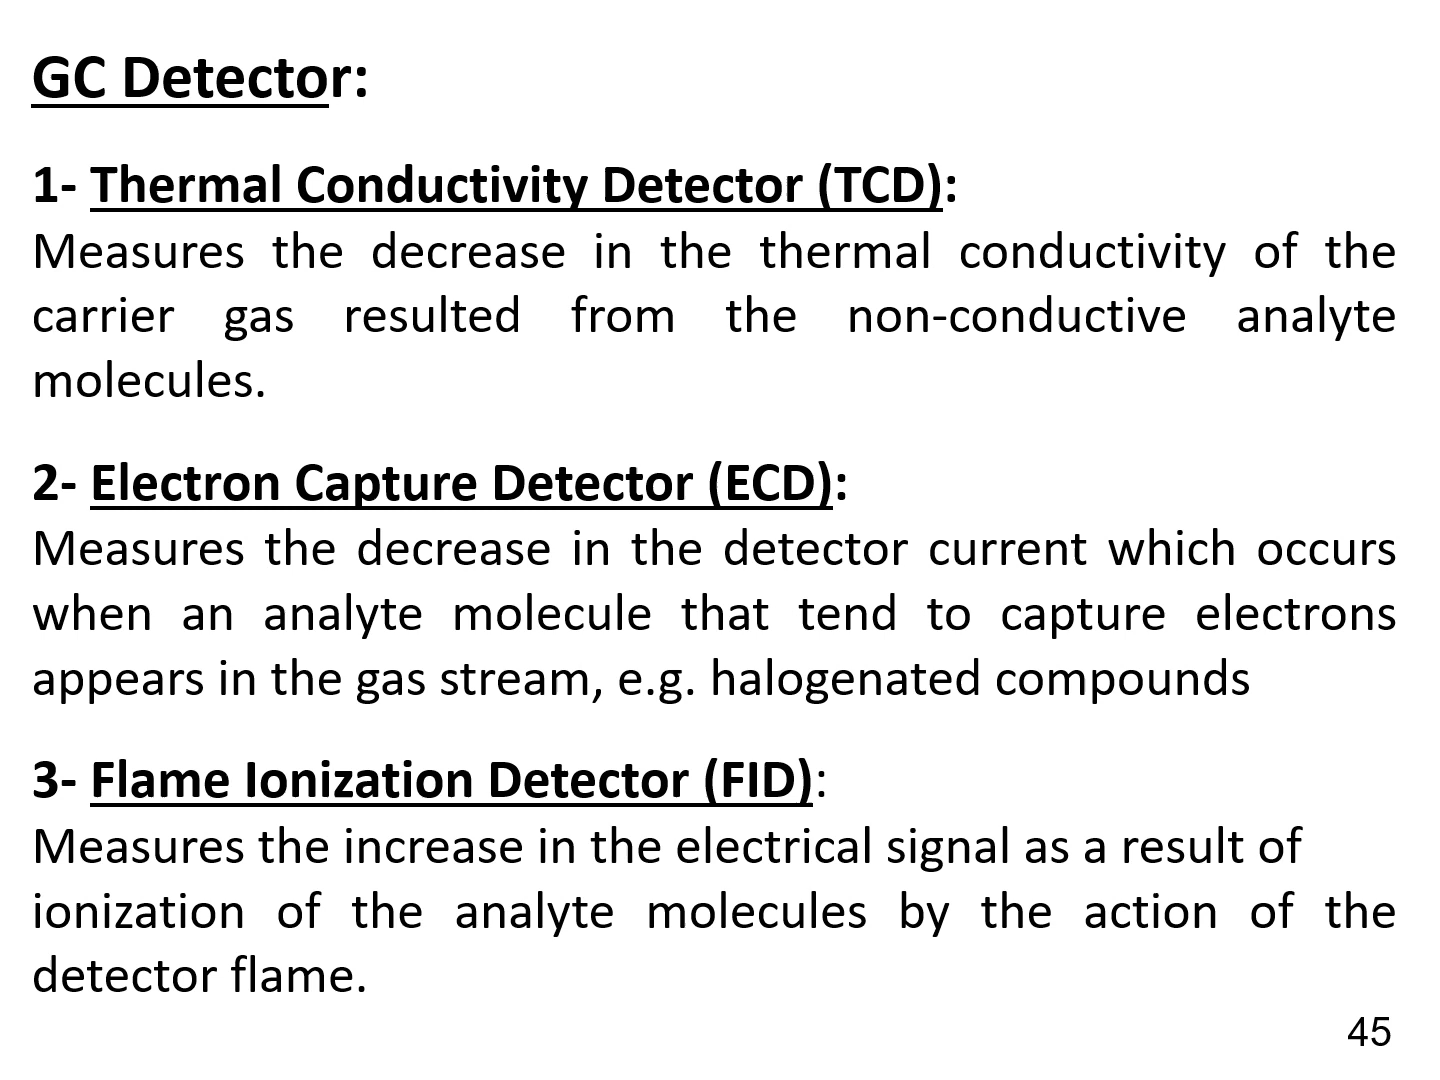 GC Detector:
1- Thermal Conductivity Detector (TCD):
Measures the decrease in the thermal conductivity of the
carrier gas resulted from the non-conductive analyte
molecules.
2- Electron Capture Detector (ECD):
Measures the decrease in the detector current which occurs
when an analyte molecule that tend to capture electrons
appears in the gas stream, e.g. halogenated compounds
3- Flame Ionization Detector (FID):
Measures the increase in the electrical signal as a result of
ionization of the analyte molecules by the action of the
detector flame.
45